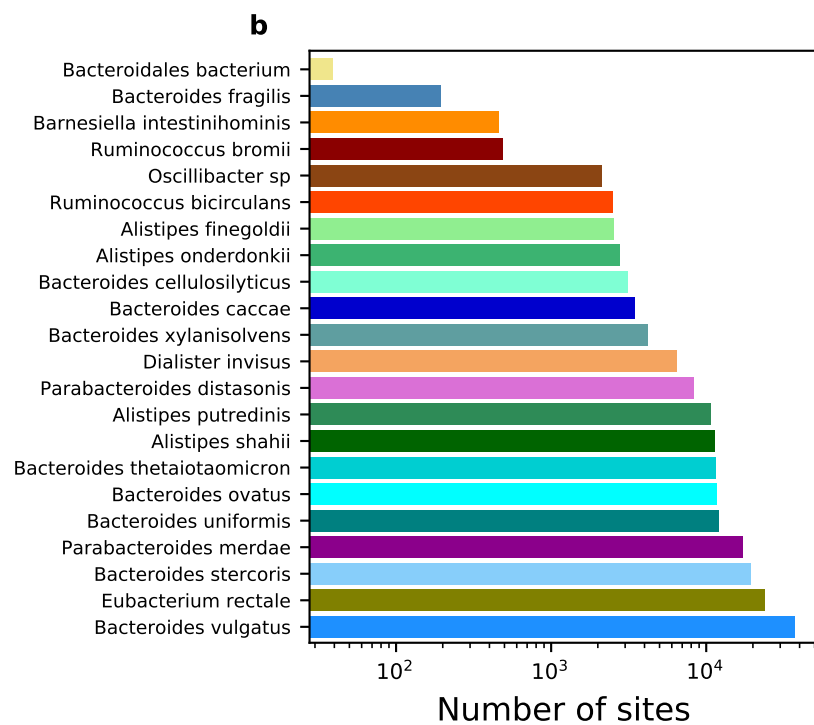 b
Bacteroidales bacterium
Bacteroides fragilis
Barnesiella intestinihominis
Ruminococcus bromii
Oscillibacter sp
Ruminococcus bicirculans
Alistipes finegoldii
Alistipes onderdonkii
Bacteroides cellulosilyticus
Bacteroides caccae
Bacteroides xylanisolvens
Dialister invisus
Parabacteroides distasonis
Alistipes putredinis
Alistipes shahii
Bacteroides thetaiotaomicron
Bacteroides ovatus
Bacteroides uniformis
Parabacteroides merdae
Bacteroides stercoris
Eubacterium rectale
Bacteroides vulgatus
10² 10³ 10⁴
Number of sites